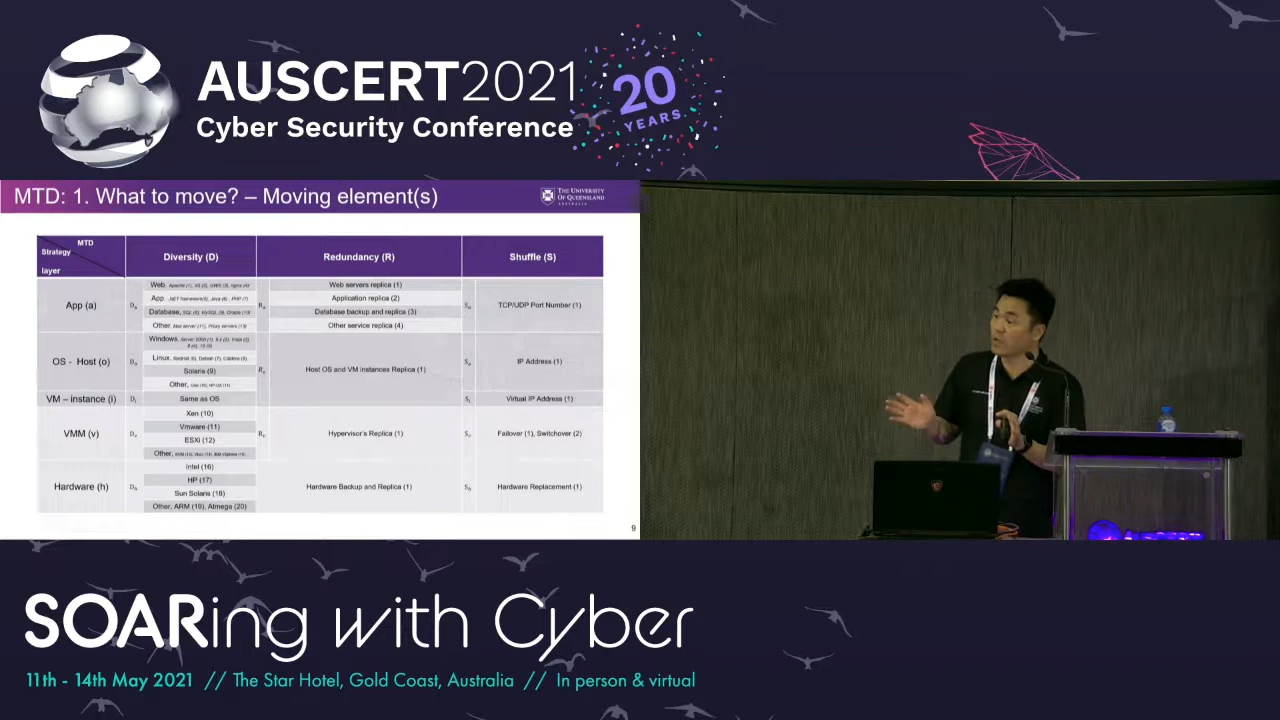 AUSCERT2021
Cyber Security Conference
20
YEARS
MTD: 1. What to move? – Moving element(s)
THE UNIVERSITY
OF QUEENSLAND
AUSTRALIA
MTD
Strategy
layer
Diversity (D)
Redundancy (R)
Shuffle (S)
App (a)
Web,
App
Database,
Other,
Web servers replica (1)
Application replica (2)
Database backup and replica (3)
Other service replica (4)
TCP/UDP Port Number (1)
OS - Host (o)
Windows,
Linux,
Solaris (9)
Other,
Host OS and VM instances Replica (1)
IP Address (1)
VM – instance (i)
Same as OS
Virtual IP Address (1)
VMM (v)
Xen (10)
Vmware (11)
ESXi (12)
Other,
Hypervisor's Replica (1)
Failover (1), Switchover (2)
Hardware (h)
Intel (16)
HP (17)
Sun Solaris (18)
Other, ARM (19), Atmega (20)
Hardware Backup and Replica (1)
Hardware Replacement (1)
9
SOARing with Cyber
11th - 14th May 2021 // The Star Hotel, Gold Coast, Australia // In person & virtual